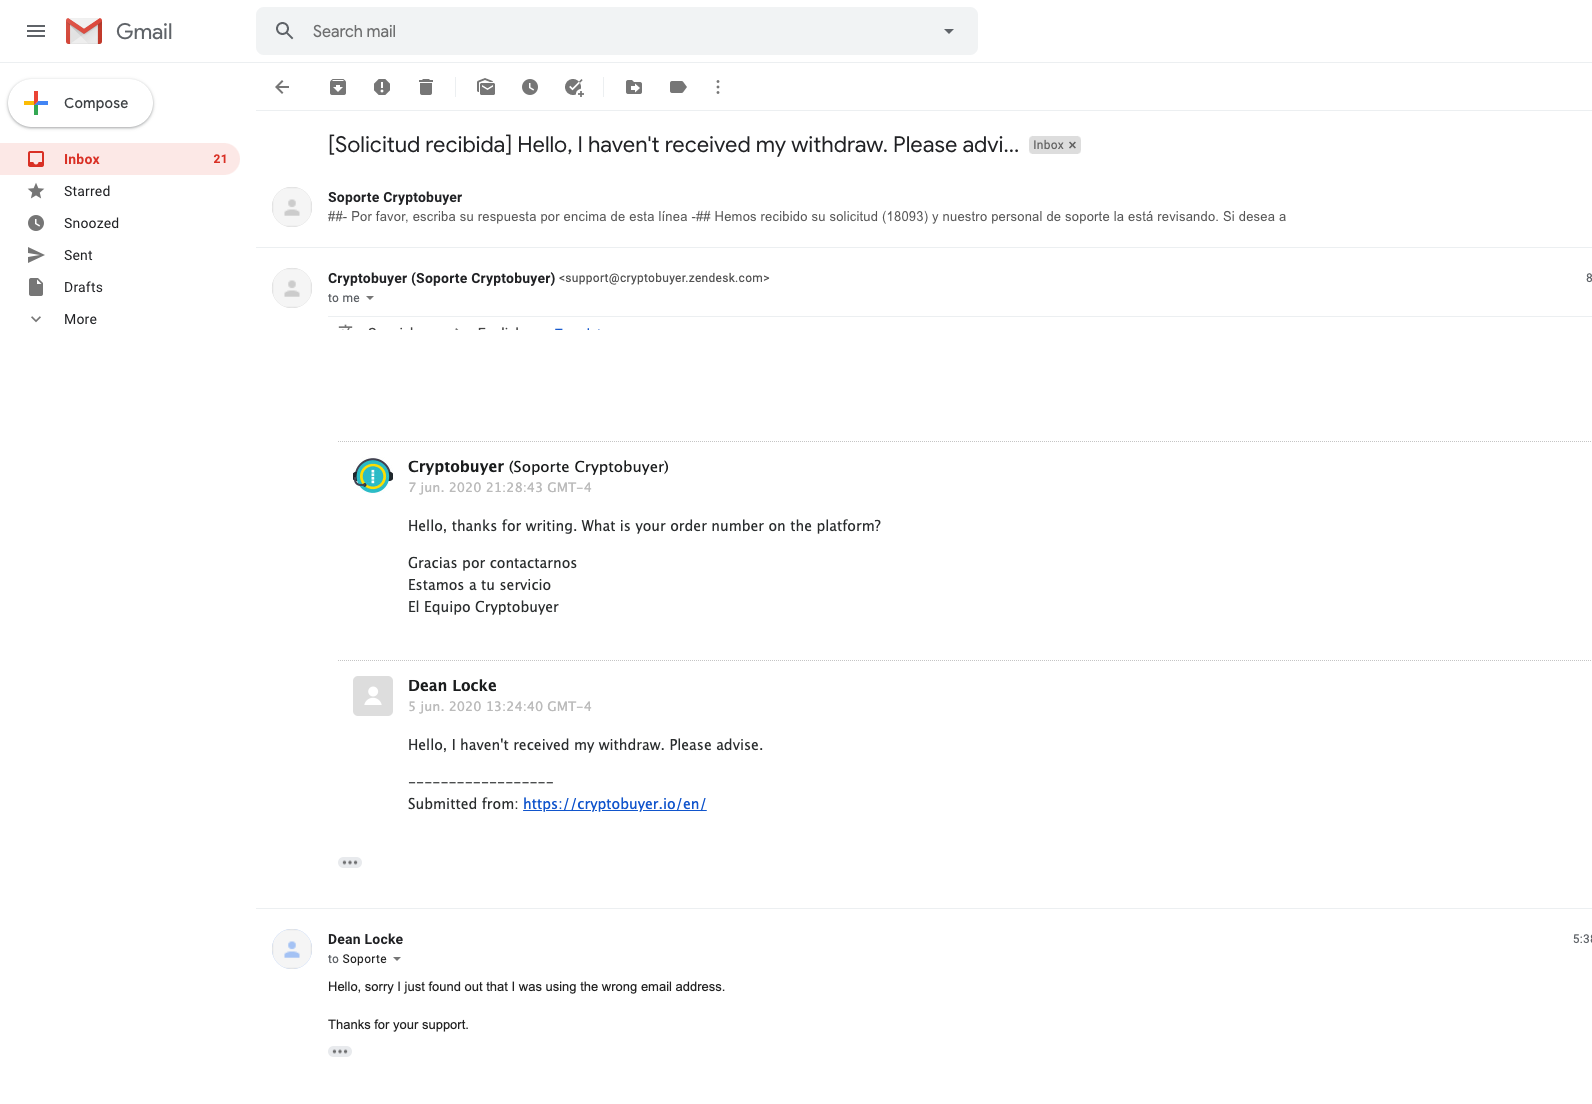 Gmail
Search mail
Compose
Inbox 21
Starred
Snoozed
Sent
Drafts
More
[Solicitud recibida] Hello, I haven't received my withdraw. Please advi... Inbox ×
Soporte Cryptobuyer
##- Por favor, escriba su respuesta por encima de esta línea -## Hemos recibido su solicitud (18093) y nuestro personal de soporte la está revisando. Si desea a
Cryptobuyer (Soporte Cryptobuyer) <support@cryptobuyer.zendesk.com> 8
to me
Cryptobuyer (Soporte Cryptobuyer)
7 jun. 2020 21:28:43 GMT-4
Hello, thanks for writing. What is your order number on the platform?
Gracias por contactarnos
Estamos a tu servicio
El Equipo Cryptobuyer
Dean Locke
5 jun. 2020 13:24:40 GMT-4
Hello, I haven't received my withdraw. Please advise.
------------------
Submitted from: https://cryptobuyer.io/en/
Dean Locke 5:38
to Soporte
Hello, sorry I just found out that I was using the wrong email address.
Thanks for your support.